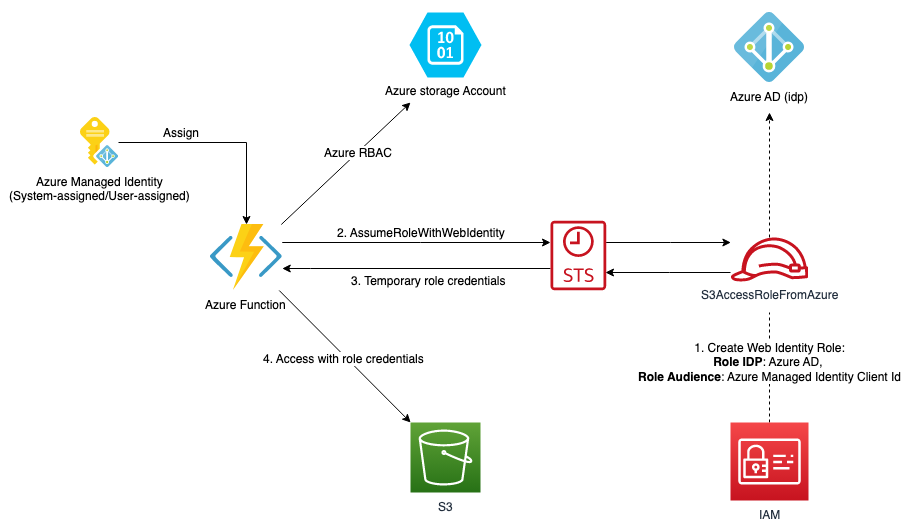 10
01
Azure storage Account
Azure AD (idp)
Assign
Azure RBAC
Azure Managed Identity
(System-assigned/User-assigned)
2. AssumeRoleWithWebIdentity
STS
3. Temporary role credentials
S3AccessRoleFromAzure
Azure Function
1. Create Web Identity Role:
Role IDP: Azure AD,
Role Audience: Azure Managed Identity Client Id
4. Access with role credentials
S3
IAM